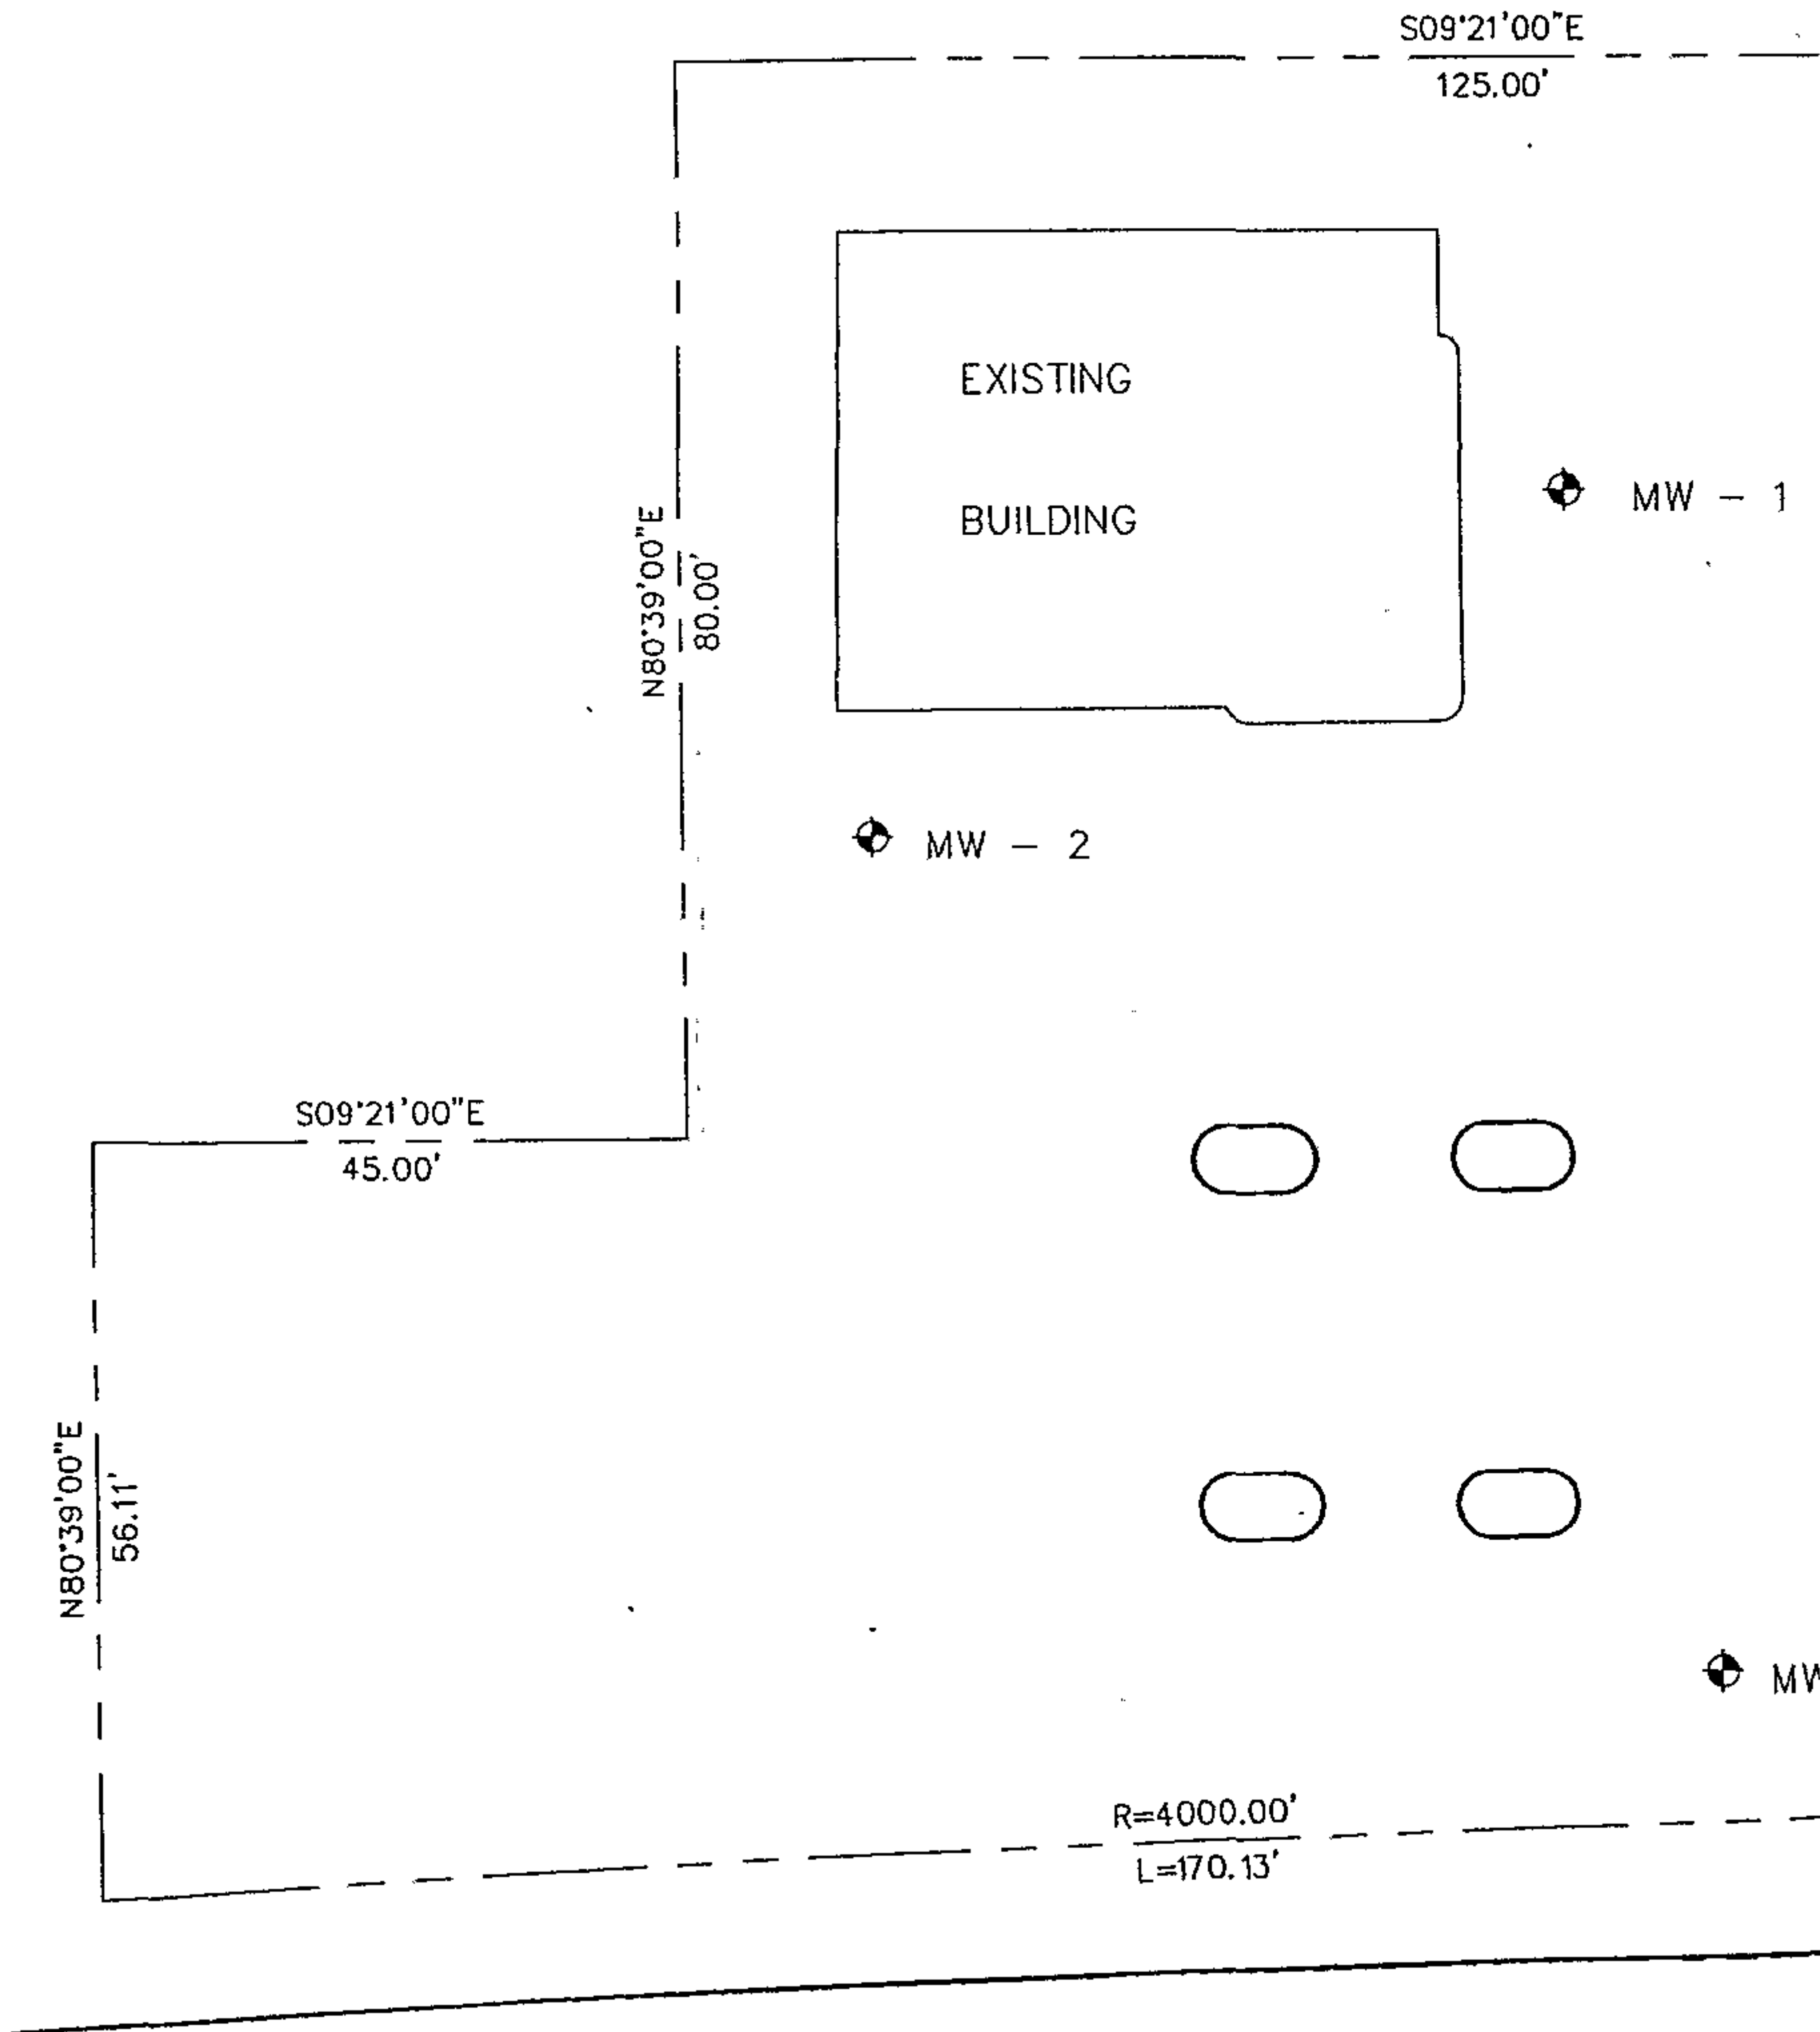 S09°21'00"E
125.00'
EXISTING
BUILDING
MW - 1
N80°39'00"E
80.00'
MW - 2
S09°21'00"E
45.00'
N80°39'00"E
56.11'
MW
R=4000.00'
L=170.13'